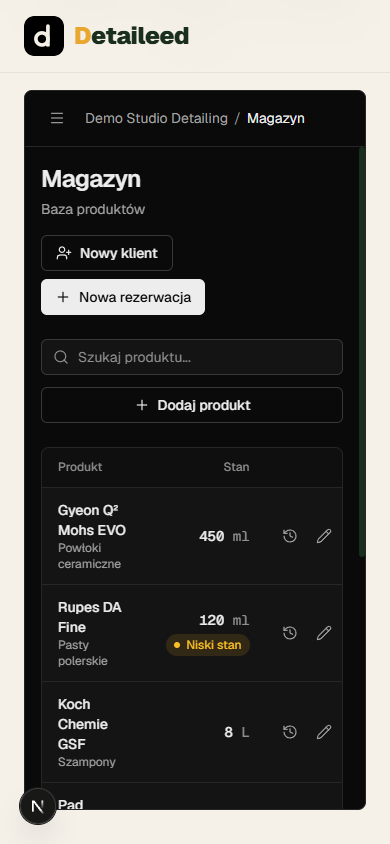 d Detaileed
Demo Studio Detailing / Magazyn
Magazyn
Baza produktów
Nowy klient
+ Nowa rezerwacja
Szukaj produktu...
+ Dodaj produkt
Produkt Stan
Gyeon Q²
Mohs EVO
Powłoki
ceramiczne
450 ml
Rupes DA
Fine
Pasty
polerskie
120 ml
Niski stan
Koch
Chemie
GSF
Szampony
8 L
Pad
N